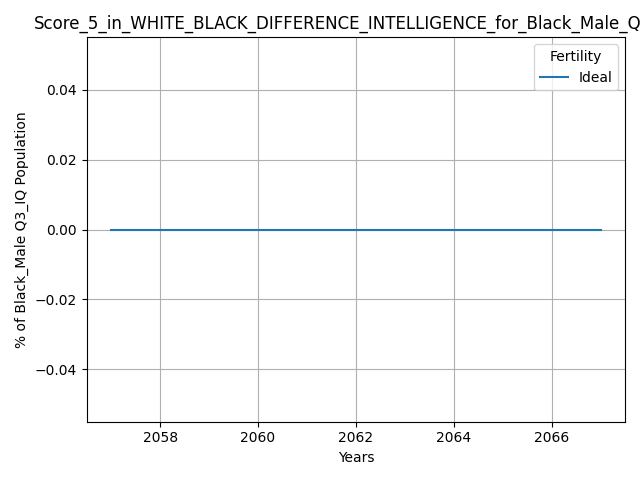 Score_5_in_WHITE_BLACK_DIFFERENCE_INTELLIGENCE_for_Black_Male_Q
Fertility
Ideal
0.04
0.02
0.00
−0.02
−0.04
% of Black_Male Q3_IQ Population
2058 2060 2062 2064 2066
Years